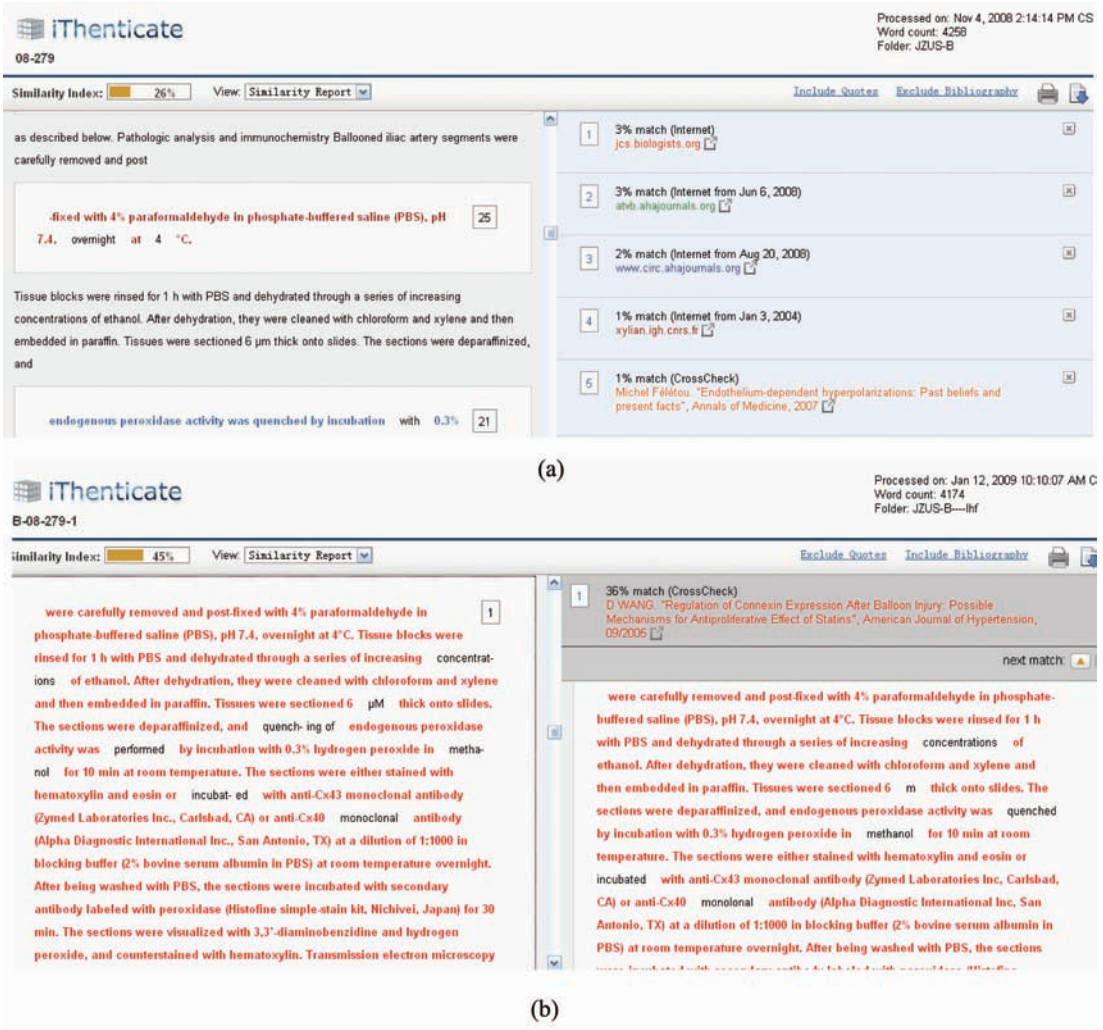 iThenticate
08-279
Processed on: Nov 4, 2008 2:14:14 PM CS
Word count: 4258
Folder: JZUS-B
Similarity Index: 26% View: Similarity Report
Include Quotes Exclude Bibliography
as described below. Pathologic analysis and immunochemistry Ballooned iliac artery segments were
carefully removed and post
-fixed with 4% paraformaldehyde in phosphate-buffered saline (PBS), pH 25
7.4, overnight at 4 °C.
Tissue blocks were rinsed for 1 h with PBS and dehydrated through a series of increasing
concentrations of ethanol. After dehydration, they were cleaned with chloroform and xylene and then
embedded in paraffin. Tissues were sectioned 6 µm thick onto slides. The sections were deparaffinized,
and
endogenous peroxidase activity was quenched by incubation with 0.3% 21
1 3% match (Internet)
jcs.biologists.org
2 3% match (Internet from Jun 6, 2008)
atvb.ahajournals.org
3 2% match (Internet from Aug 20, 2008)
www.circ.ahajournals.org
4 1% match (Internet from Jan 3, 2004)
xylian.igh.cnrs.fr
5 1% match (CrossCheck)
Michel Félétou. "Endothelium-dependent hyperpolarizations: Past beliefs and
present facts", Annals of Medicine, 2007
(a)
iThenticate
B-08-279-1
Processed on: Jan 12, 2009 10:10:07 AM C
Word count: 4174
Folder: JZUS-B----lhf
Similarity Index: 45% View: Similarity Report
Exclude Quotes Include Bibliography
were carefully removed and post-fixed with 4% paraformaldehyde in 1
phosphate-buffered saline (PBS), pH 7.4, overnight at 4°C. Tissue blocks were
rinsed for 1 h with PBS and dehydrated through a series of increasing concentrat-
ions of ethanol. After dehydration, they were cleaned with chloroform and xylene
and then embedded in paraffin. Tissues were sectioned 6 µM thick onto slides.
The sections were deparaffinized, and quench- ing of endogenous peroxidase
activity was performed by incubation with 0.3% hydrogen peroxide in metha-
nol for 10 min at room temperature. The sections were either stained with
hematoxylin and eosin or incubat- ed with anti-Cx43 monoclonal antibody
(Zymed Laboratories Inc., Carlsbad, CA) or anti-Cx40 monoclonal antibody
(Alpha Diagnostic International Inc., San Antonio, TX) at a dilution of 1:1000 in
blocking buffer (2% bovine serum albumin in PBS) at room temperature overnight.
After being washed with PBS, the sections were incubated with secondary
antibody labeled with peroxidase (Histofine simple-stain kit, Nichivei, Japan) for 30
min. The sections were visualized with 3,3'-diaminobenzidine and hydrogen
peroxide, and counterstained with hematoxylin. Transmission electron microscopy
1 36% match (CrossCheck)
D WANG. "Regulation of Connexin Expression After Balloon Injury: Possible
Mechanisms for Antiproliferative Effect of Statins", American Journal of Hypertension,
09/2005
next match:
were carefully removed and post-fixed with 4% paraformaldehyde in phosphate-
buffered saline (PBS), pH 7.4, overnight at 4°C. Tissue blocks were rinsed for 1 h
with PBS and dehydrated through a series of increasing concentrations of
ethanol. After dehydration, they were cleaned with chloroform and xylene and
then embedded in paraffin. Tissues were sectioned 6 m thick onto slides. The
sections were deparaffinized, and endogenous peroxidase activity was quenched
by incubation with 0.3% hydrogen peroxide in methanol for 10 min at room
temperature. The sections were either stained with hematoxylin and eosin or
incubated with anti-Cx43 monoclonal antibody (Zymed Laboratories Inc, Carlsbad,
CA) or anti-Cx40 monolonal antibody (Alpha Diagnostic International Inc, San
Antonio, TX) at a dilution of 1:1000 in blocking buffer (2% bovine serum albumin in
PBS) at room temperature overnight. After being washed with PBS, the sections
(b)